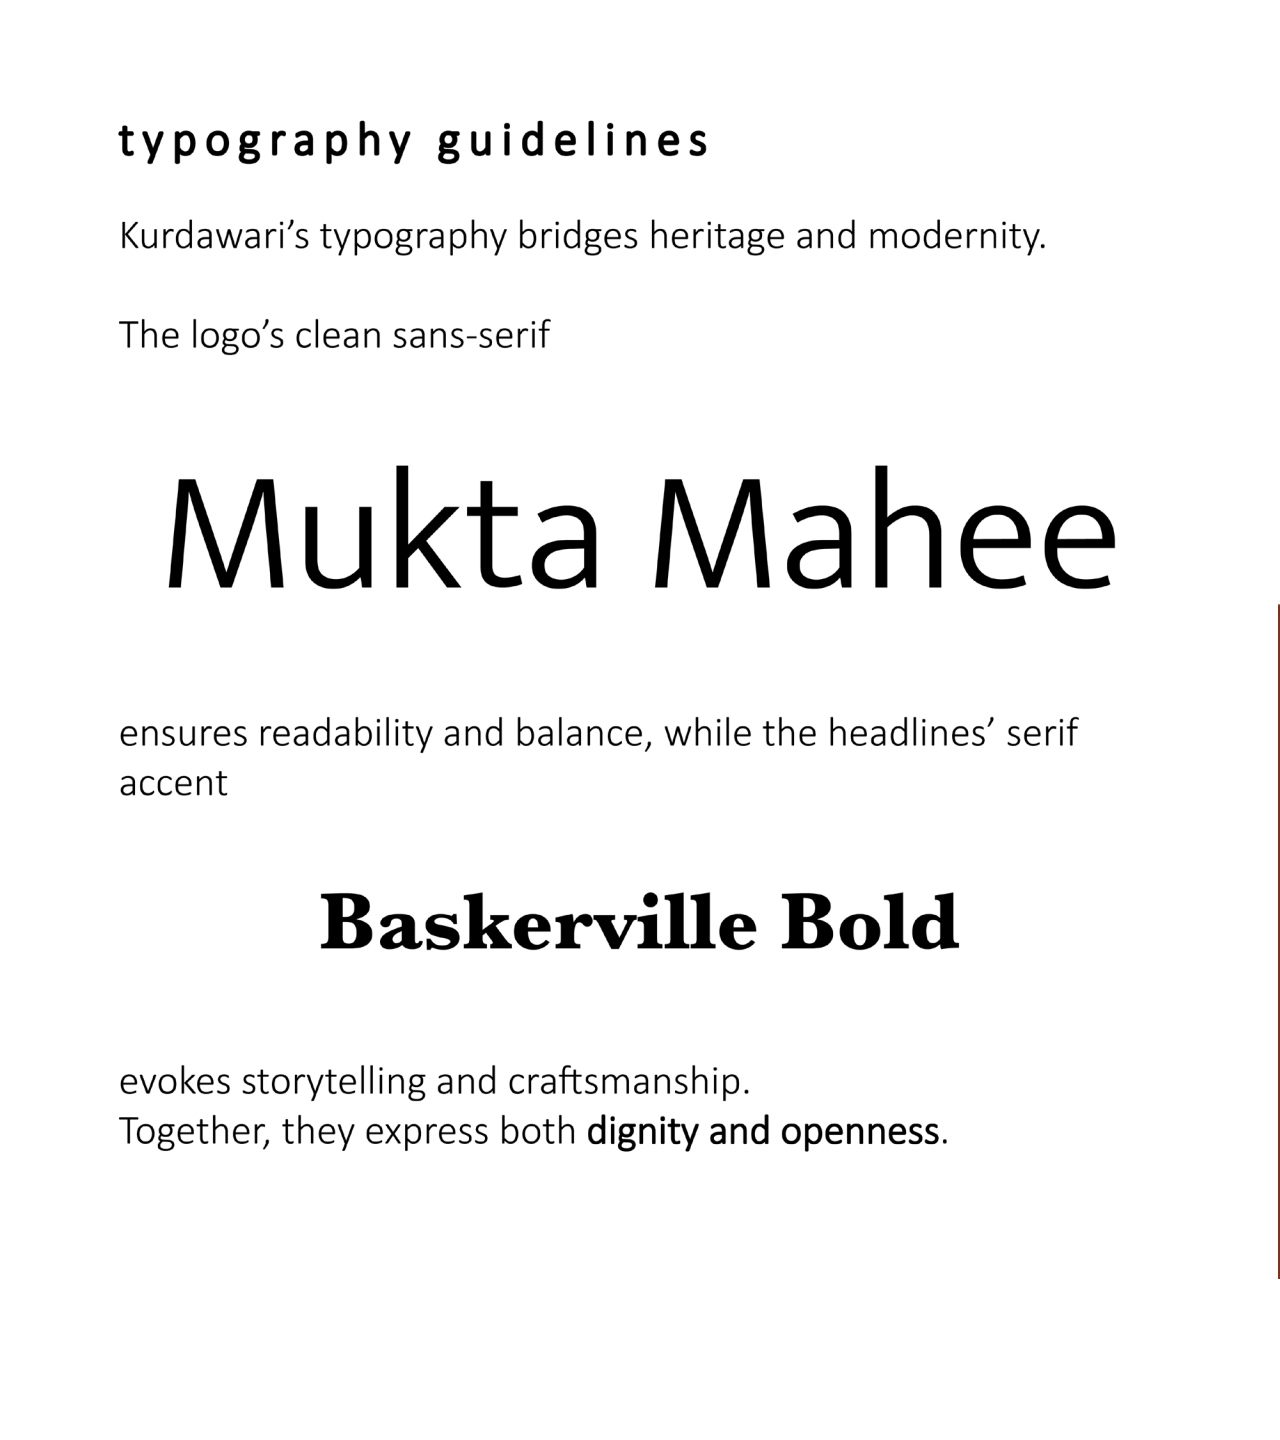 typography guidelines
Kurdawari’s typography bridges heritage and modernity.
The logo’s clean sans-serif
Mukta Mahee
ensures readability and balance, while the headlines’ serif
accent
Baskerville Bold
evokes storytelling and craftsmanship.
Together, they express both dignity and openness.